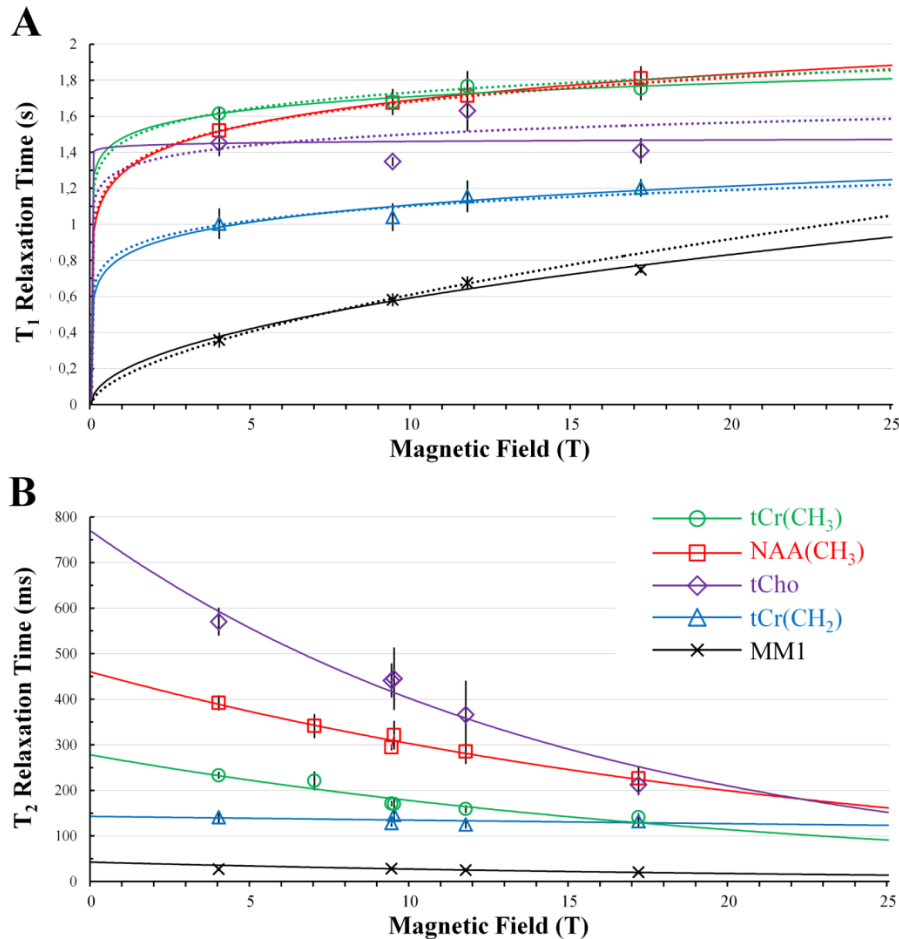 A
2
1,8
1,6
1,4
1,2
1
0,8
0,6
0,4
0,2
0
0 5 10 15 20 25
T₁ Relaxation Time (s)
Magnetic Field (T)
B
800
700
600
500
400
300
200
100
0
0 5 10 15 20 25
T₂ Relaxation Time (ms)
Magnetic Field (T)
tCr(CH₃)
NAA(CH₃)
tCho
tCr(CH₂)
MM1